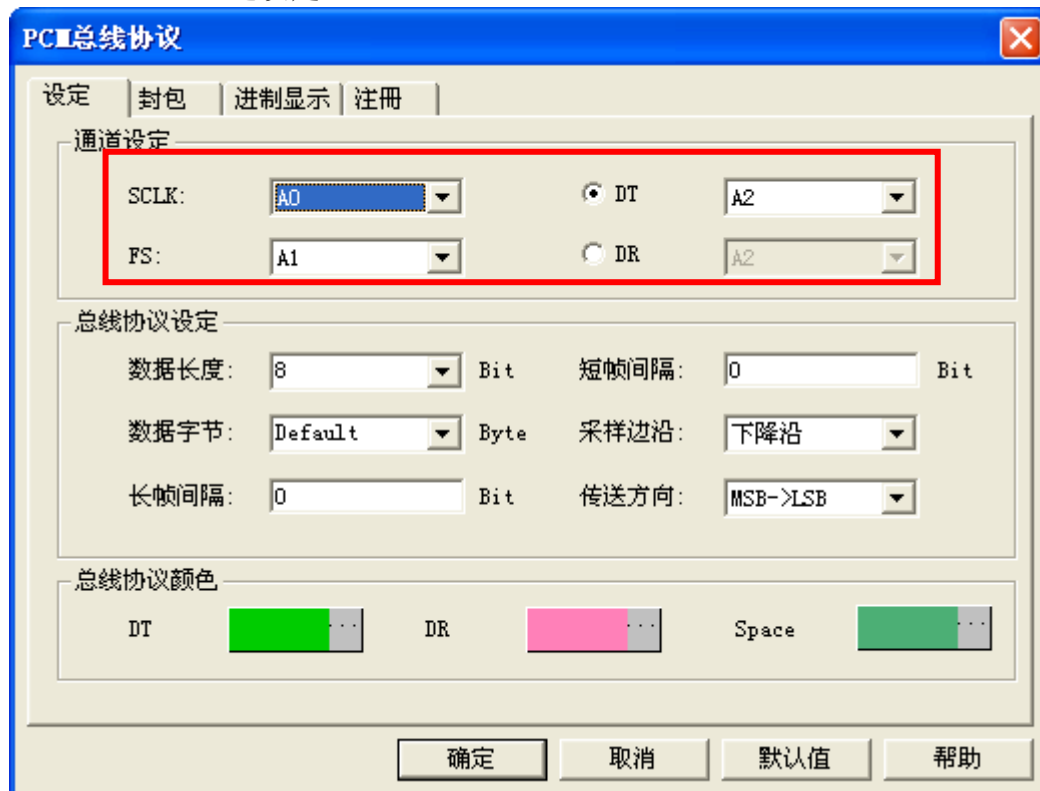 PCM总线协议
设定 封包 进制显示 注冊
通道设定
SCLK: A0 DT A2
FS: A1 DR A2
总线协议设定
数据长度: 8 Bit 短帧间隔: 0 Bit
数据字节: Default Byte 采样边沿: 下降沿
长帧间隔: 0 Bit 传送方向: MSB->LSB
总线协议颜色
DT ... DR ... Space ...
确定 取消 默认值 帮助